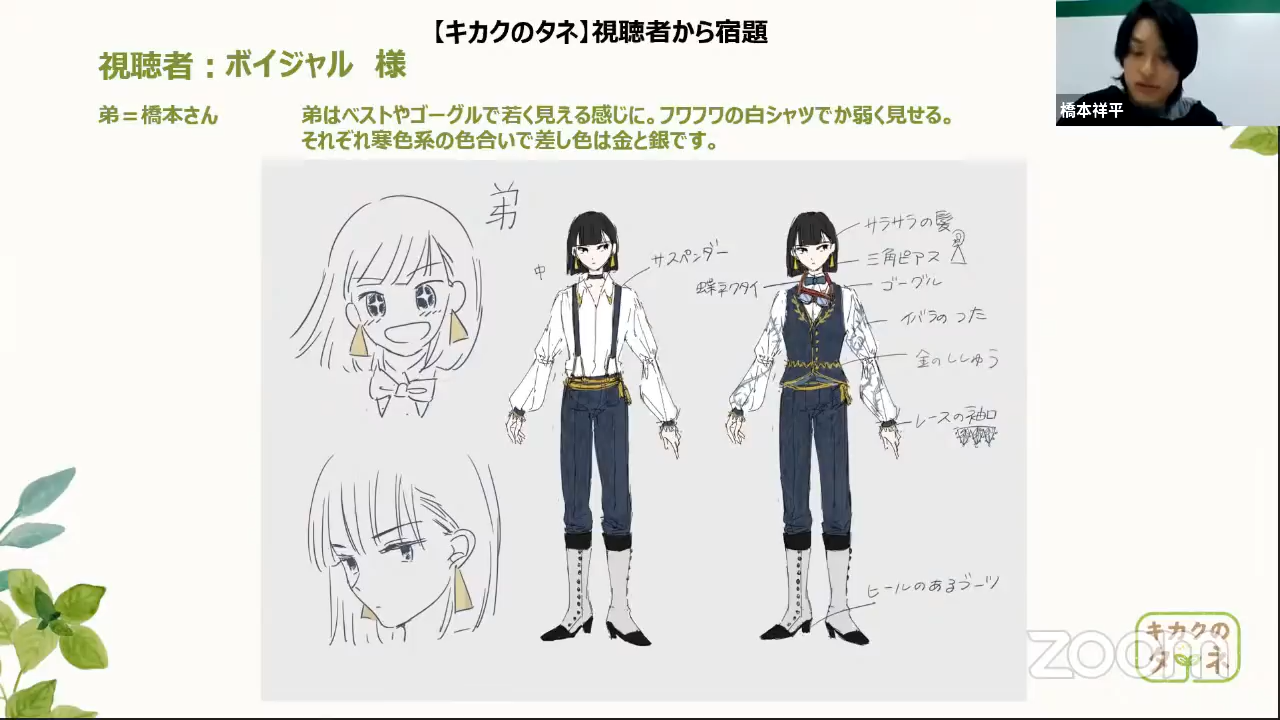 【キカクのタネ】視聴者から宿題
視聴者：ボイジャル　様
橋本祥平
弟＝橋本さん
弟はベストやゴーグルで若く見える感じに。フワフワの白シャツでか弱く見せる。
それぞれ寒色系の色合いで差し色は金と銀です。
弟
中
サスペンダー
サラサラの髪
三角ピアス
蝶ネクタイ
ゴーグル
イバラのつた
金のししゅう
レースの袖口
ヒールのあるブーツ
キカクの
タネ
zoom